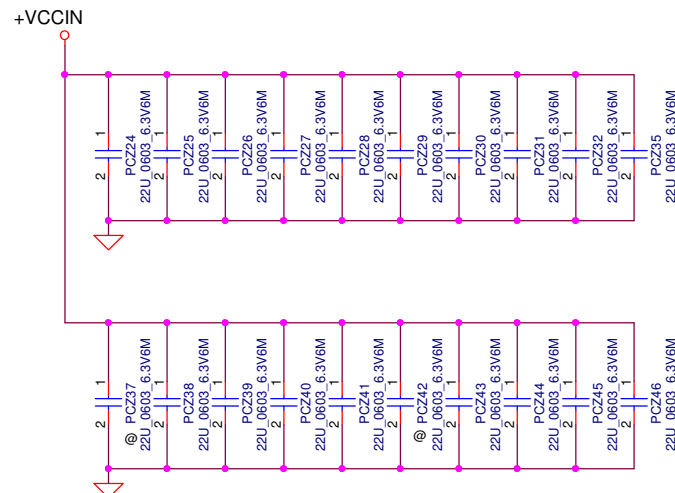 +VCCIN
1
2
PCZ24
22U_0603_6.3V6M
1
2
PCZ25
22U_0603_6.3V6M
1
2
PCZ26
22U_0603_6.3V6M
1
2
PCZ27
22U_0603_6.3V6M
1
2
PCZ28
22U_0603_6.3V6M
1
2
PCZ29
22U_0603_6.3V6M
1
2
PCZ30
22U_0603_6.3V6M
1
2
PCZ31
22U_0603_6.3V6M
1
2
PCZ32
22U_0603_6.3V6M
1
2
PCZ35
22U_0603_6.3V6M
1
2
PCZ37
22U_0603_6.3V6M
@
1
2
PCZ38
22U_0603_6.3V6M
1
2
PCZ39
22U_0603_6.3V6M
1
2
PCZ40
22U_0603_6.3V6M
1
2
PCZ41
22U_0603_6.3V6M
1
2
PCZ42
22U_0603_6.3V6M
@
1
2
PCZ43
22U_0603_6.3V6M
1
2
PCZ44
22U_0603_6.3V6M
1
2
PCZ45
22U_0603_6.3V6M
1
2
PCZ46
22U_0603_6.3V6M